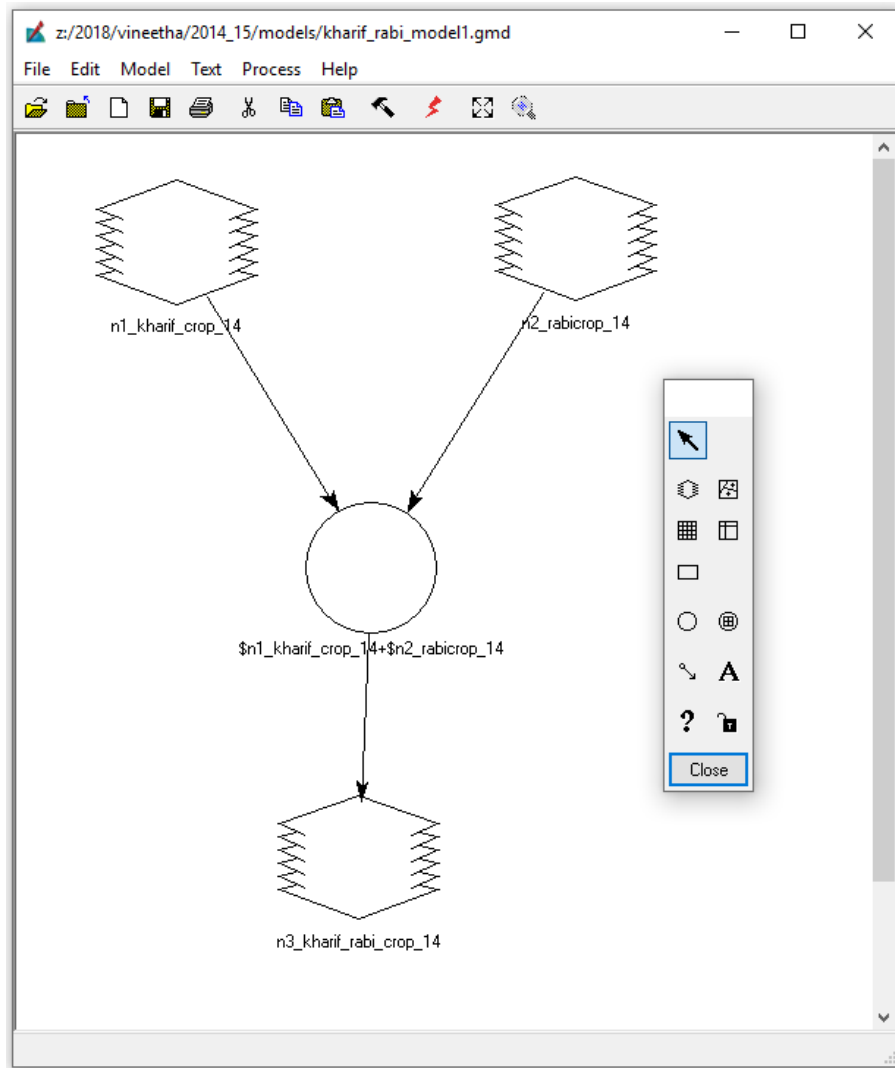 z:/2018/vineetha/2014_15/models/kharif_rabi_model1.gmd
File Edit Model Text Process Help
n1_kharif_crop_14
n2_rabicrop_14
$n1_kharif_crop_14+$n2_rabicrop_14
n3_kharif_rabi_crop_14
A
?
Close